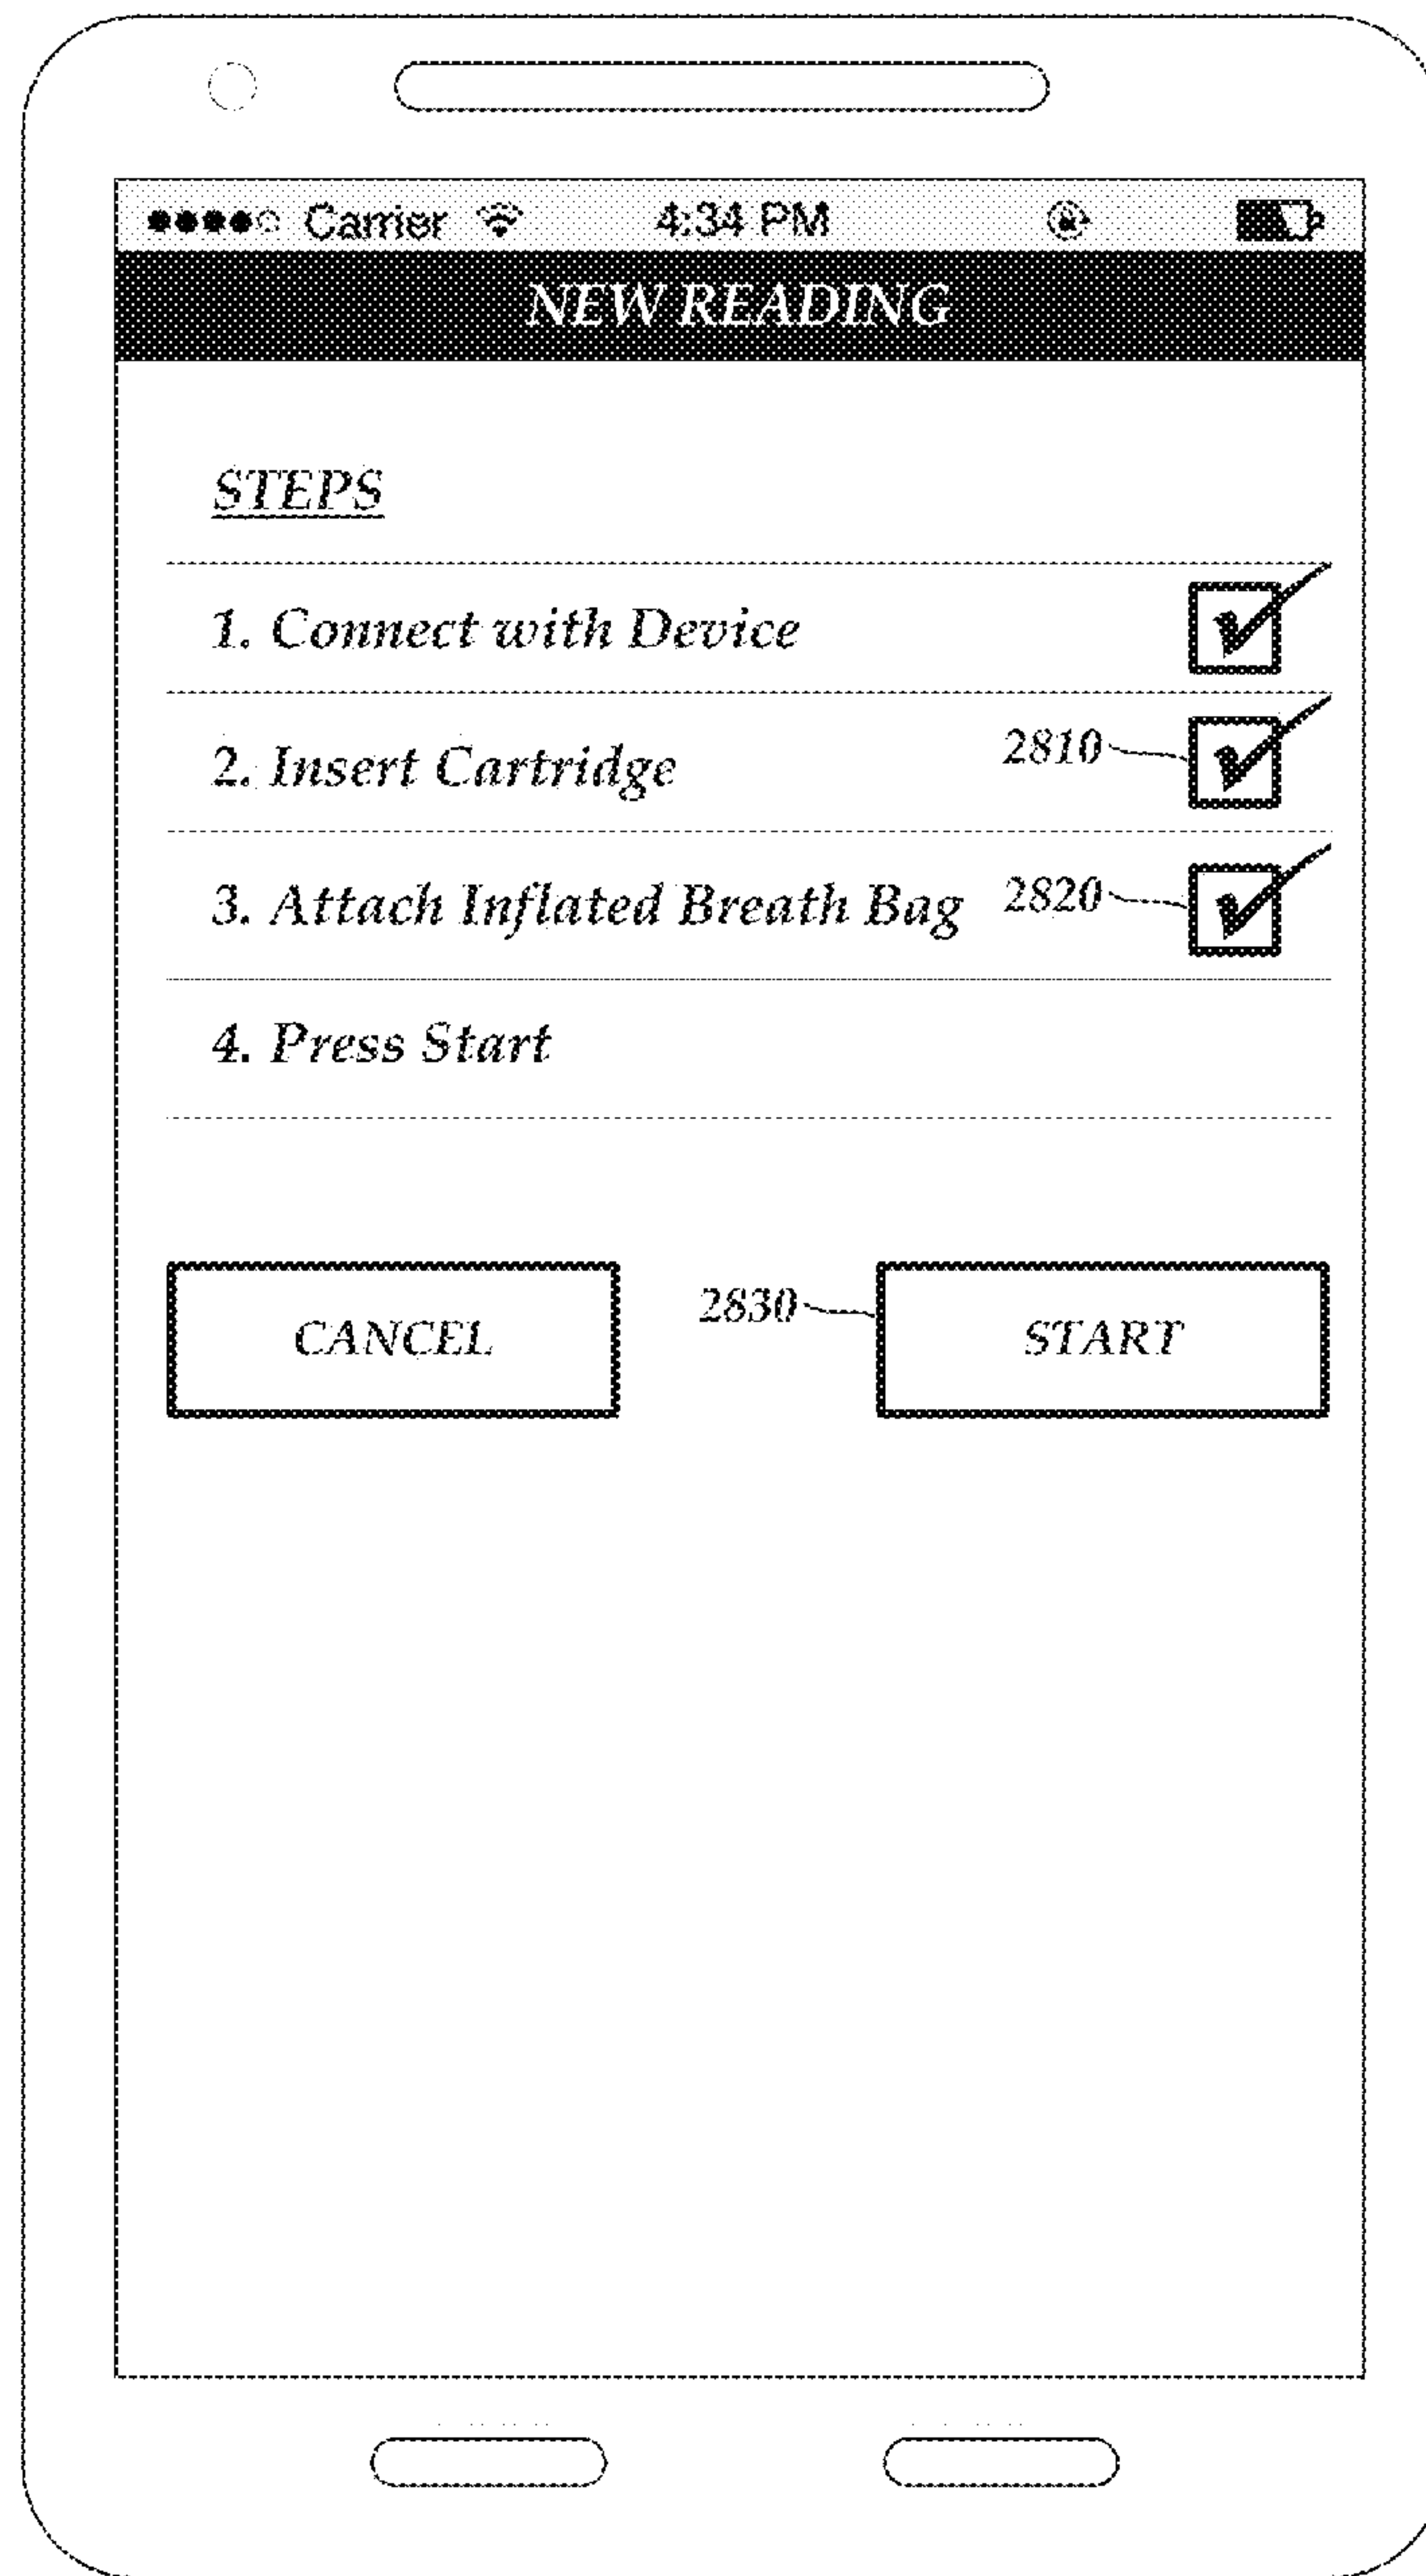 Carrier 4:34 PM
NEW READING
STEPS
1. Connect with Device
2. Insert Cartridge 2810
3. Attach Inflated Breath Bag 2820
4. Press Start
CANCEL 2830 START